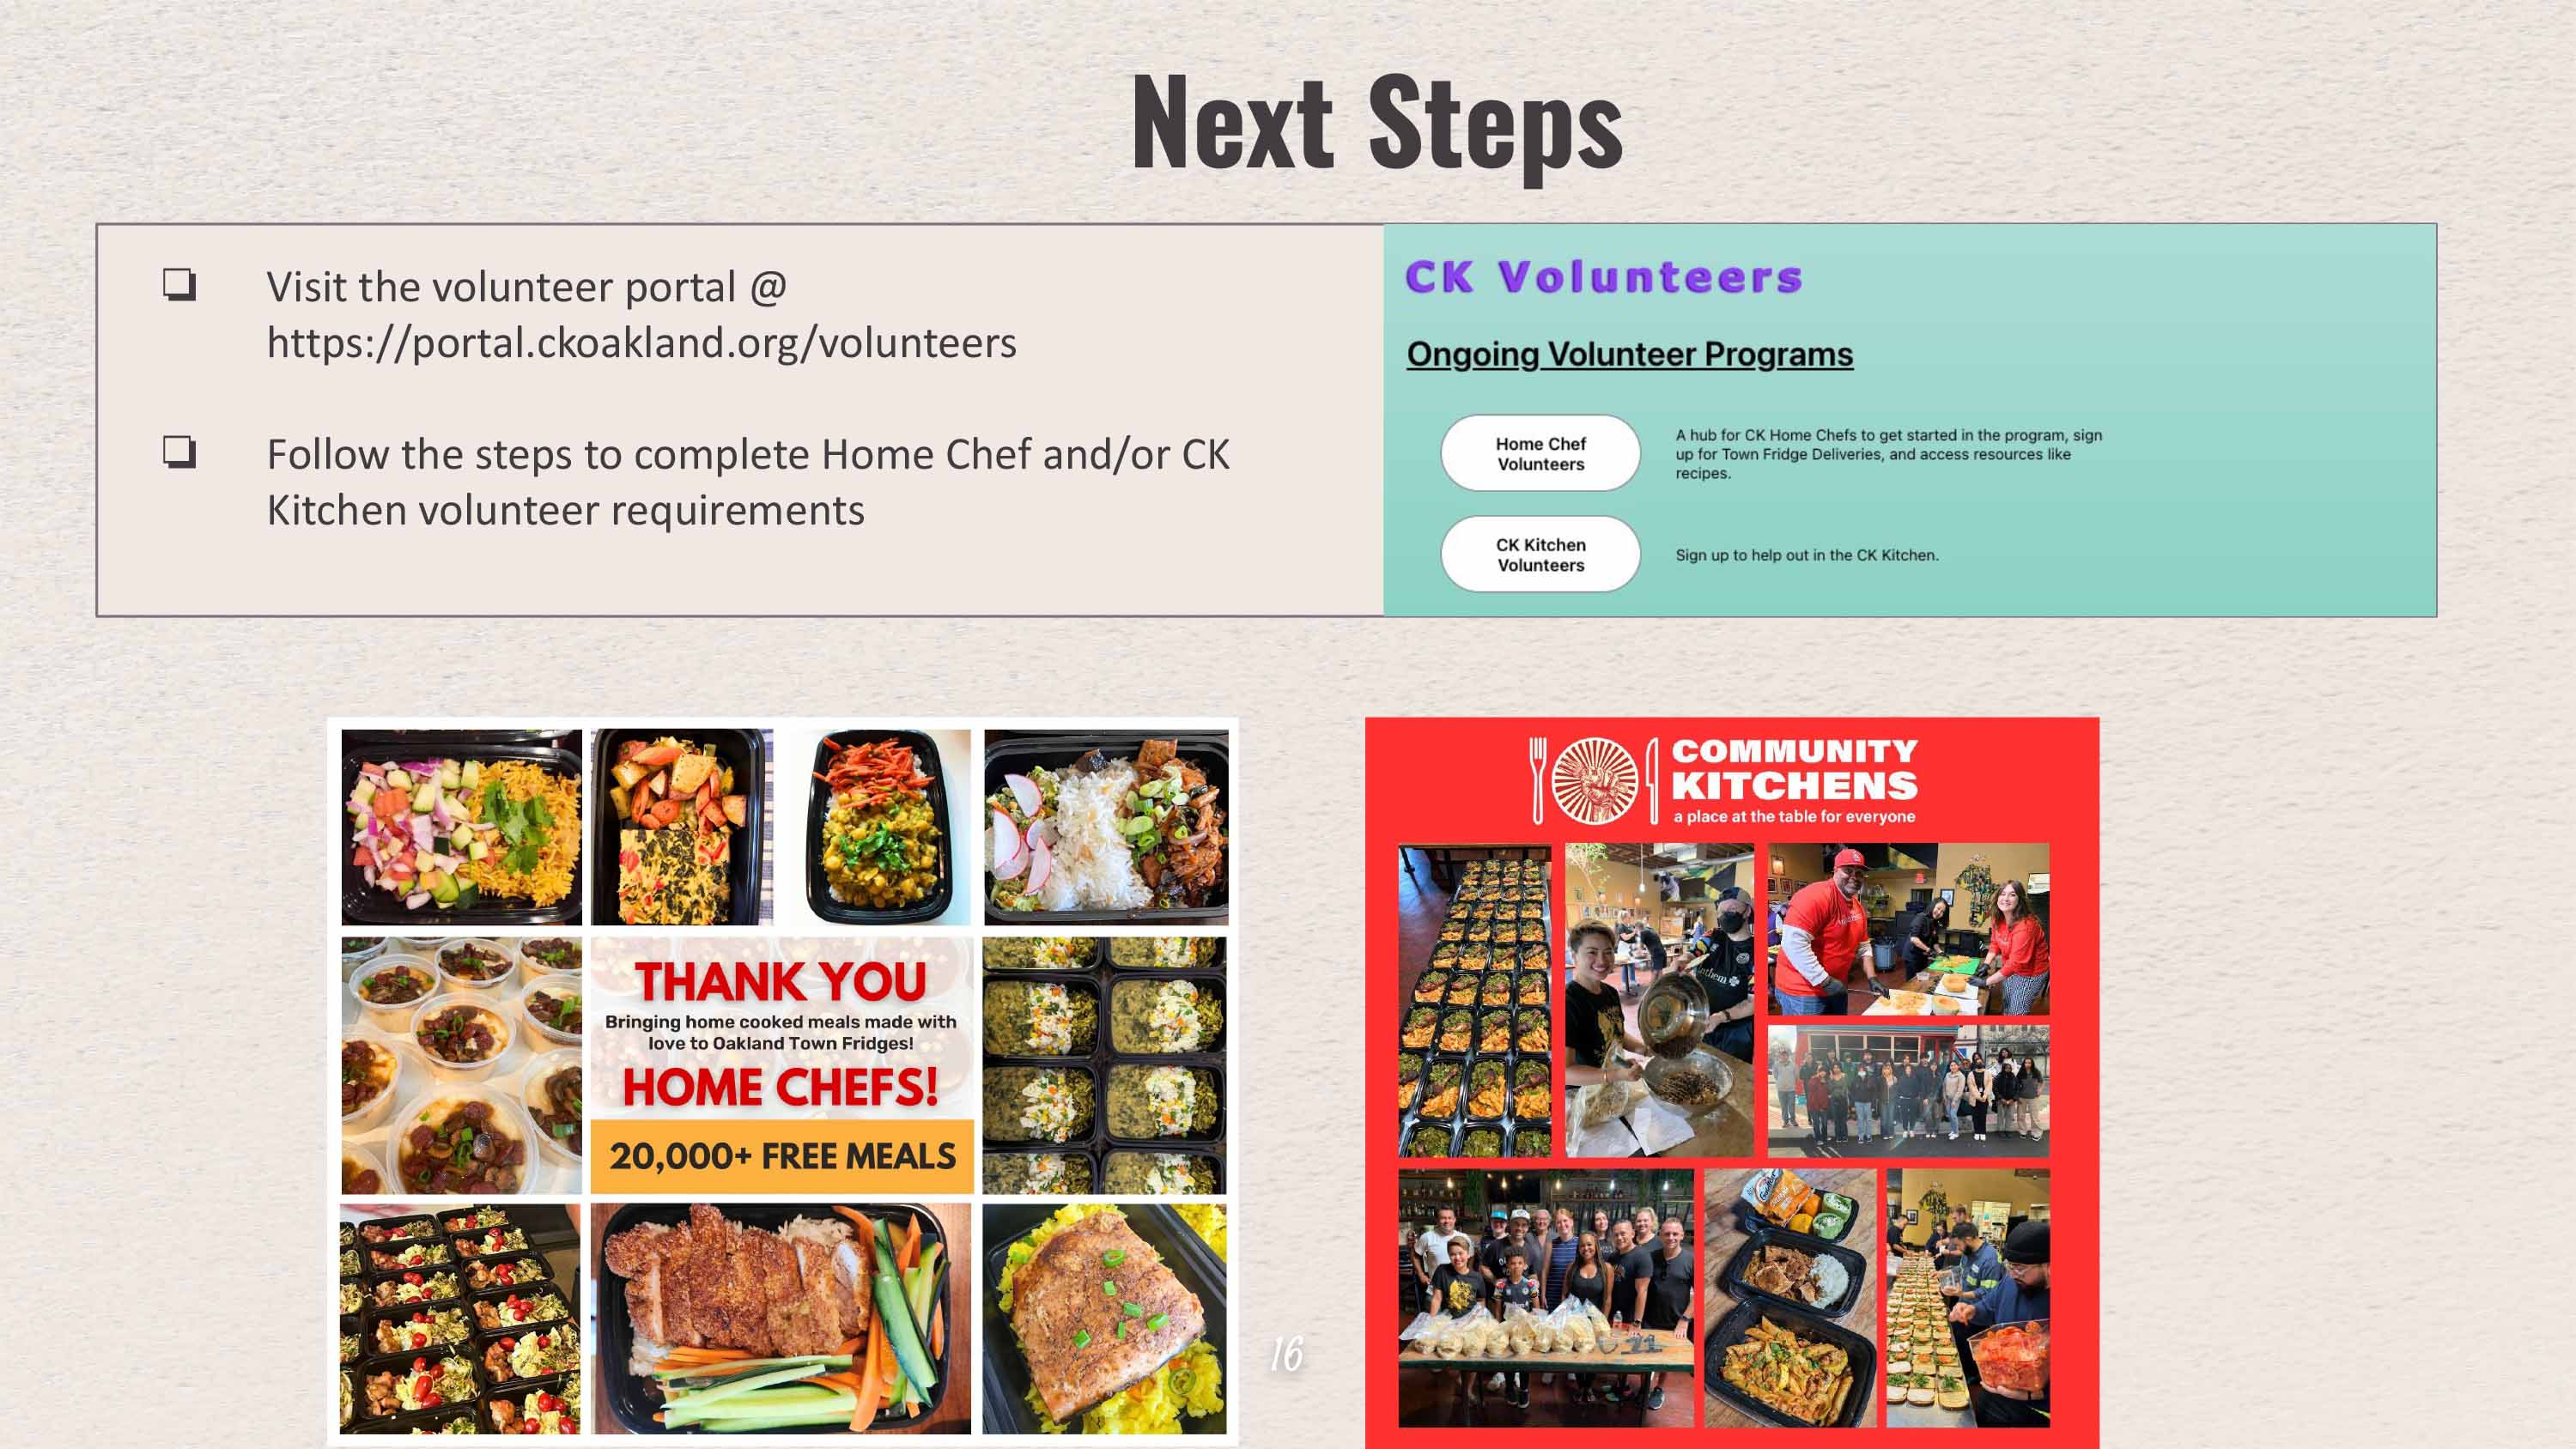 Next Steps
Visit the volunteer portal @
https://portal.ckoakland.org/volunteers
Follow the steps to complete Home Chef and/or CK
Kitchen volunteer requirements
CK Volunteers
Ongoing Volunteer Programs
Home Chef
Volunteers
A hub for CK Home Chefs to get started in the program, sign
up for Town Fridge Deliveries, and access resources like
recipes.
CK Kitchen
Volunteers
Sign up to help out in the CK Kitchen.
THANK YOU
Bringing home cooked meals made with
love to Oakland Town Fridges!
HOME CHEFS!
20,000+ FREE MEALS
COMMUNITY
KITCHENS
a place at the table for everyone
16